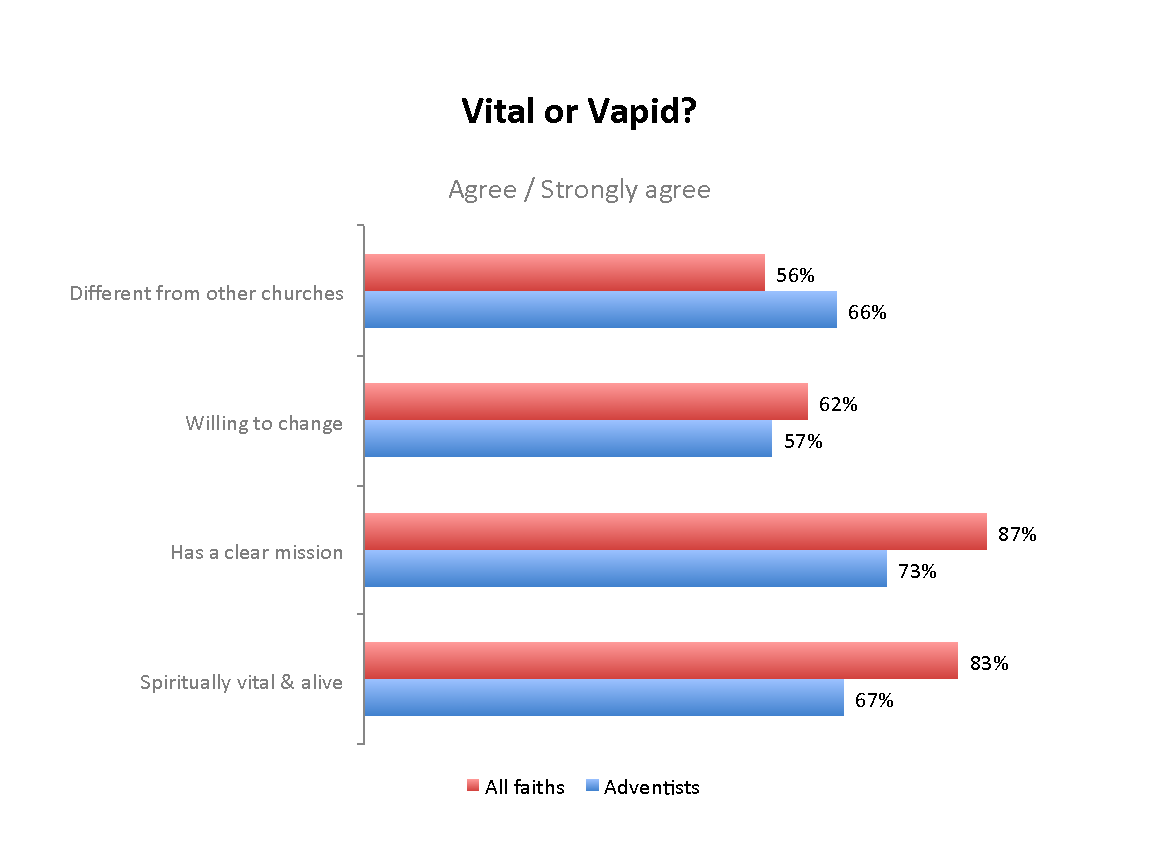 Vital or Vapid?
Agree / Strongly agree
Different from other churches
56%
66%
Willing to change
62%
57%
Has a clear mission
87%
73%
Spiritually vital & alive
83%
67%
All faiths
Adventists